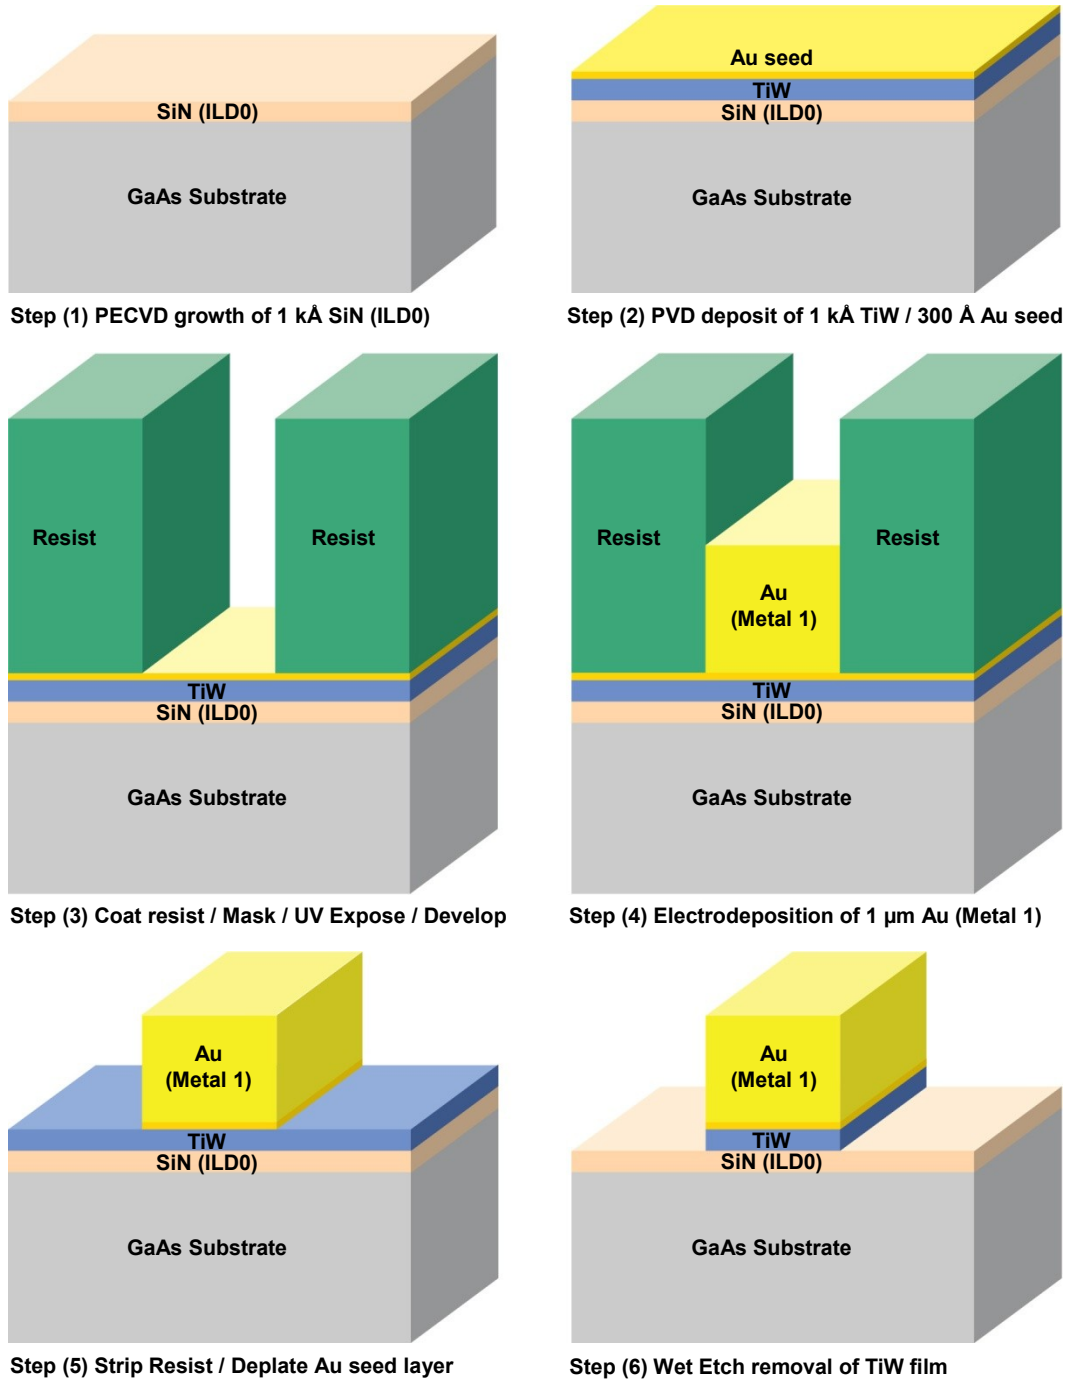 SiN (ILD0)
GaAs Substrate
Step (1) PECVD growth of 1 kÅ SiN (ILD0)
Au seed
TiW
SiN (ILD0)
GaAs Substrate
Step (2) PVD deposit of 1 kÅ TiW / 300 Å Au seed
Resist
Resist
TiW
SiN (ILD0)
GaAs Substrate
Step (3) Coat resist / Mask / UV Expose / Develop
Resist
Au
(Metal 1)
Resist
TiW
SiN (ILD0)
GaAs Substrate
Step (4) Electrodeposition of 1 µm Au (Metal 1)
Au
(Metal 1)
TiW
SiN (ILD0)
GaAs Substrate
Step (5) Strip Resist / Deplate Au seed layer
Au
(Metal 1)
TiW
SiN (ILD0)
GaAs Substrate
Step (6) Wet Etch removal of TiW film